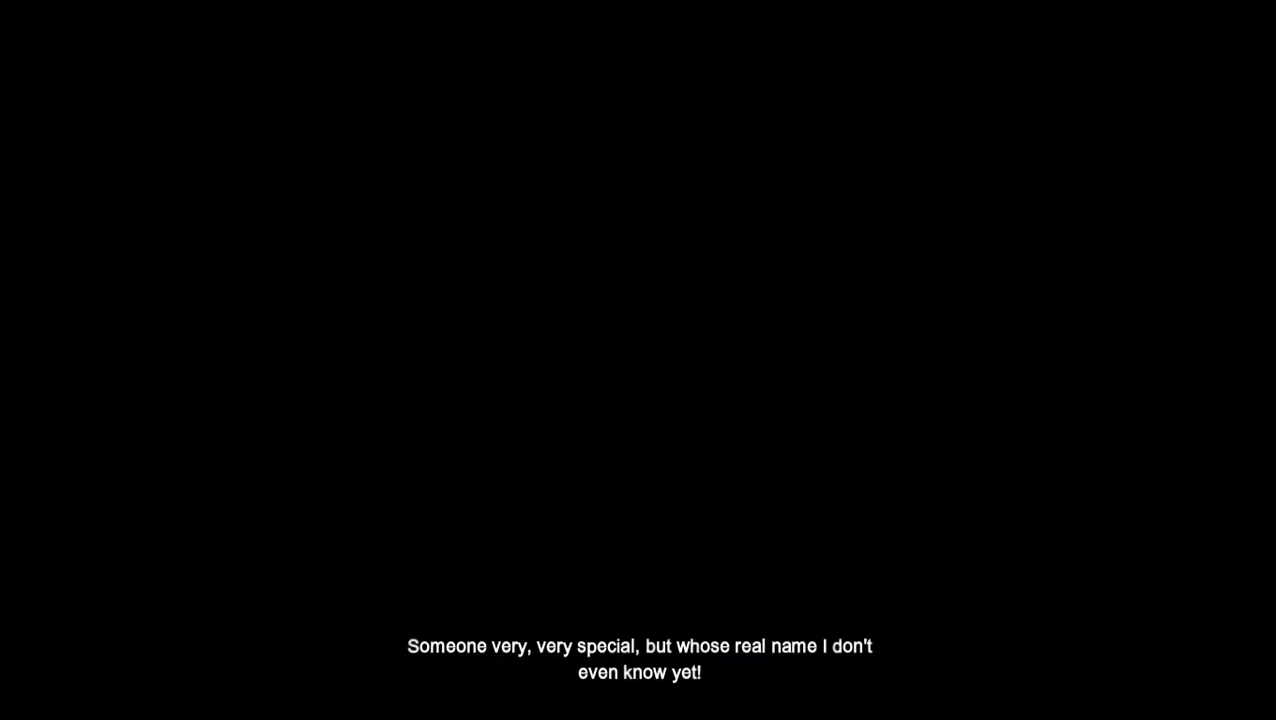 Someone very, very special, but whose real name I don't
even know yet!